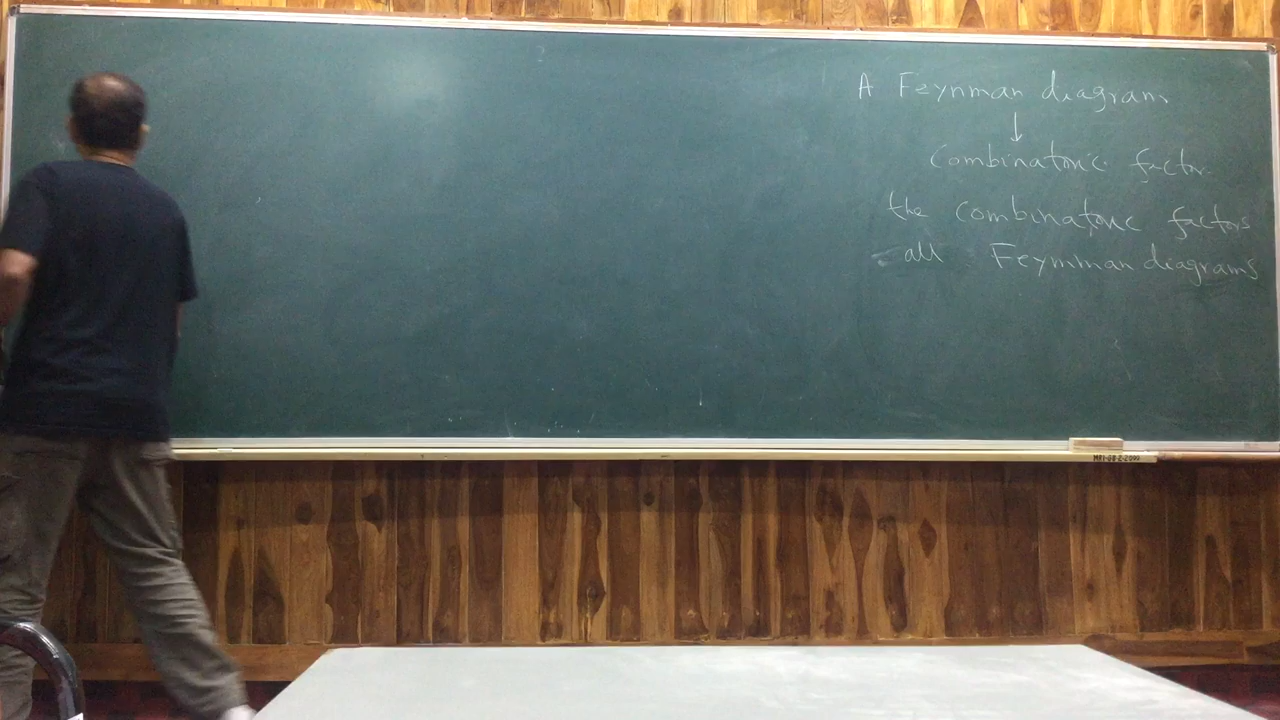 A Feynman diagram
↓
Combinatoric factor.
the combinatoric factors
all Feynman diagrams